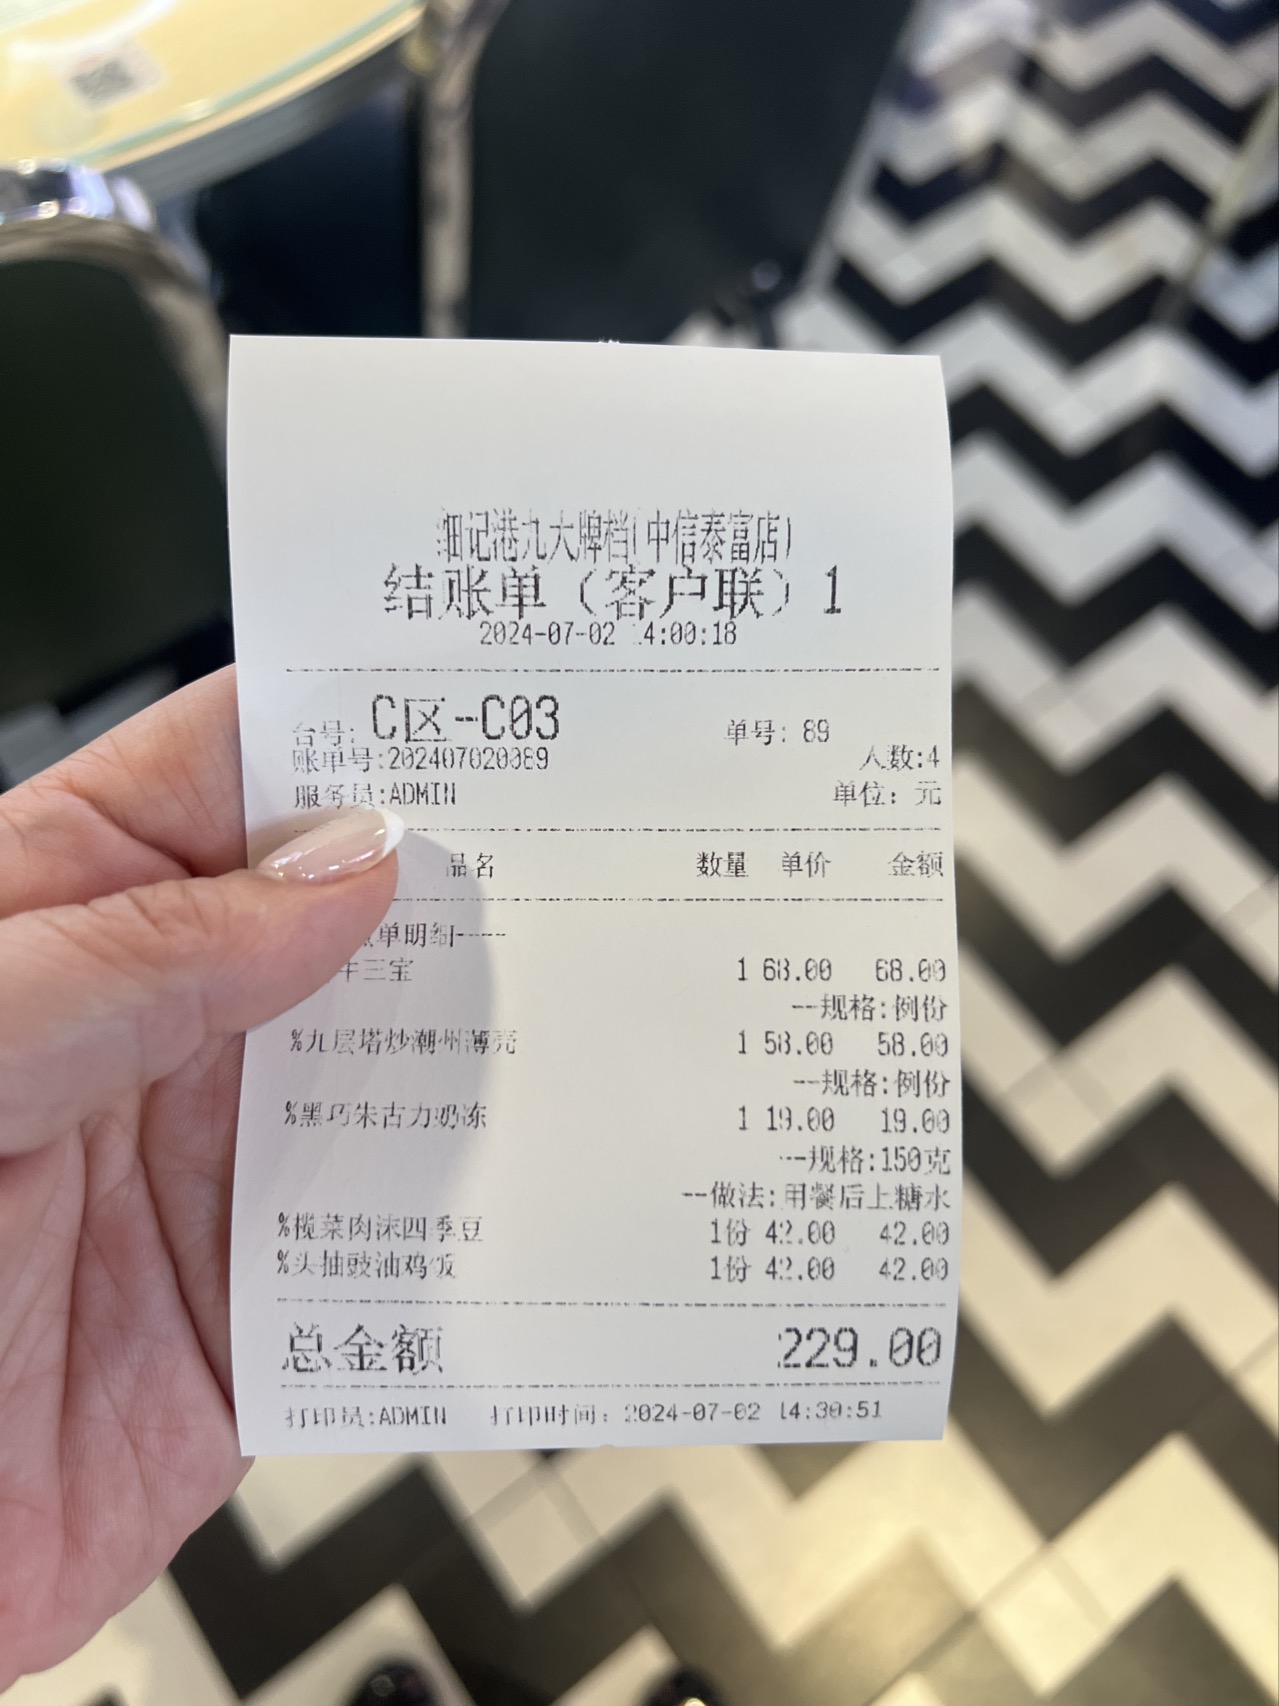 细记港九大牌档(中信泰富店)
结账单（客户联）1
2024-07-02 14:00:18
台号: C区-C03 单号: 89
账单号:202407020089 人数:4
服务员:ADMIN 单位: 元
品名 数量 单价 金额
单明细----
牛三宝 1 68.00 68.00
--规格:例份
%九层塔炒潮州薄壳 1 58.00 58.00
--规格:例份
%黑巧朱古力奶冻 1 19.00 19.00
--规格:150克
--做法:用餐后上糖水
%榄菜肉沫四季豆 1份 42.00 42.00
%头抽豉油鸡饭 1份 42.00 42.00
总金额 229.00
打印员:ADMIN 打印时间: 2024-07-02 14:30:51